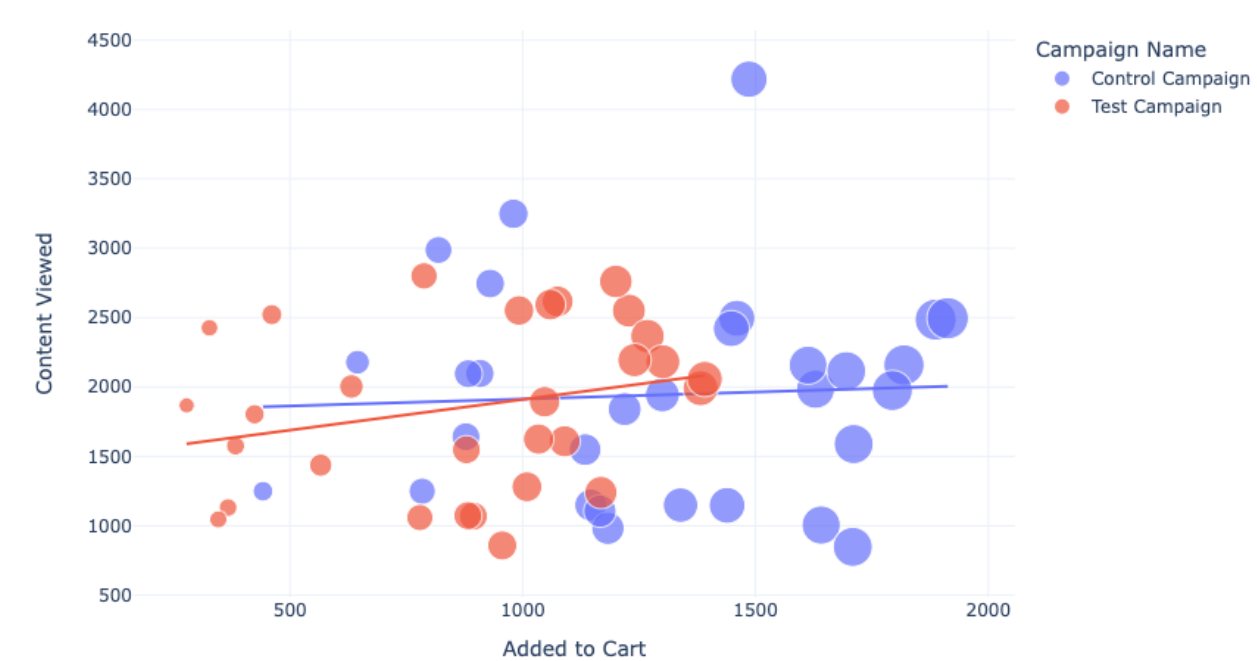 4500
4000
3500
3000
2500
2000
1500
1000
500
Content Viewed
500 1000 1500 2000
Added to Cart
Campaign Name
Control Campaign
Test Campaign